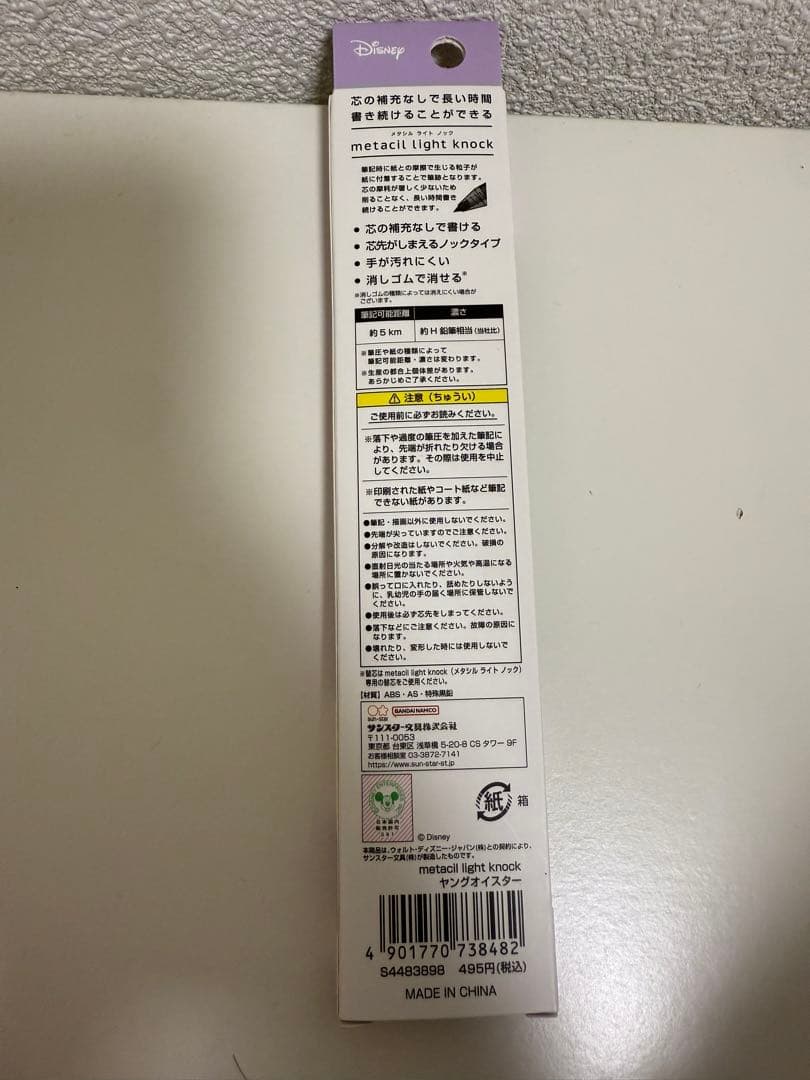 Disney
芯の補充なしで長い時間
書き続けることができる
メタシル ライト ノック
metacil light knock
筆記時に紙との摩擦で生じる粒子が
紙に付着することで筆跡となります。
芯の摩耗が著しく少ないため
削ることなく、長い時間書き
続けることができます。
● 芯の補充なしで書ける
● 芯先がしまえるノックタイプ
● 手が汚れにくい
● 消しゴムで消せる※
※消しゴムの種類によっては消えにくい場合が
ございます。
筆記可能距離 濃さ
約5km 約H 鉛筆相当(当社比)
※筆圧や紙の種類によって
筆記可能距離・濃さは変わります。
※生産の都合上個体差があります。
あらかじめご了承ください。
⚠ 注意(ちゅうい)
ご使用前に必ずお読みください。
※落下や過度の筆圧を加えた筆記に
より、先端が折れたり欠ける場合
があります。その際は使用を中止
してください。
※印刷された紙やコート紙など筆記
できない紙があります。
●筆記・描画以外に使用しないでください。
●先端が尖っていますのでご注意ください。
●分解や改造はしないでください。破損の
原因になります。
●直射日光の当たる場所や火気や高温になる
場所に置かないでください。
●誤って口に入れたり、舐めたりしないよう
に、乳幼児の手の届く場所に保管しないで
ください。
●使用後は必ず芯先をしまってください。
●落下などにご注意ください。故障の原因に
なります。
●壊れたり、変形した時には使用しないで
ください。
※替芯はmetacil light knock(メタシル ライト ノック)
専用の替芯をご使用ください。
【材質】ABS・AS・特殊黒鉛
sun-star BANDAI NAMCO
サンスター文具株式会社
〒111-0053
東京都 台東区 浅草橋 5-20-8 CS タワー 9F
お客様相談室 03-3872-7141
https://www.sun-star-st.jp
日本国内
販売許可
紙 箱
© Disney
本商品は、ウォルト・ディズニー・ジャパン(株)との契約により、
サンスター文具(株)が製造したものです。
metacil light knock
ヤングオイスター
4 901770 738482
S4483898 495円(税込)
MADE IN CHINA